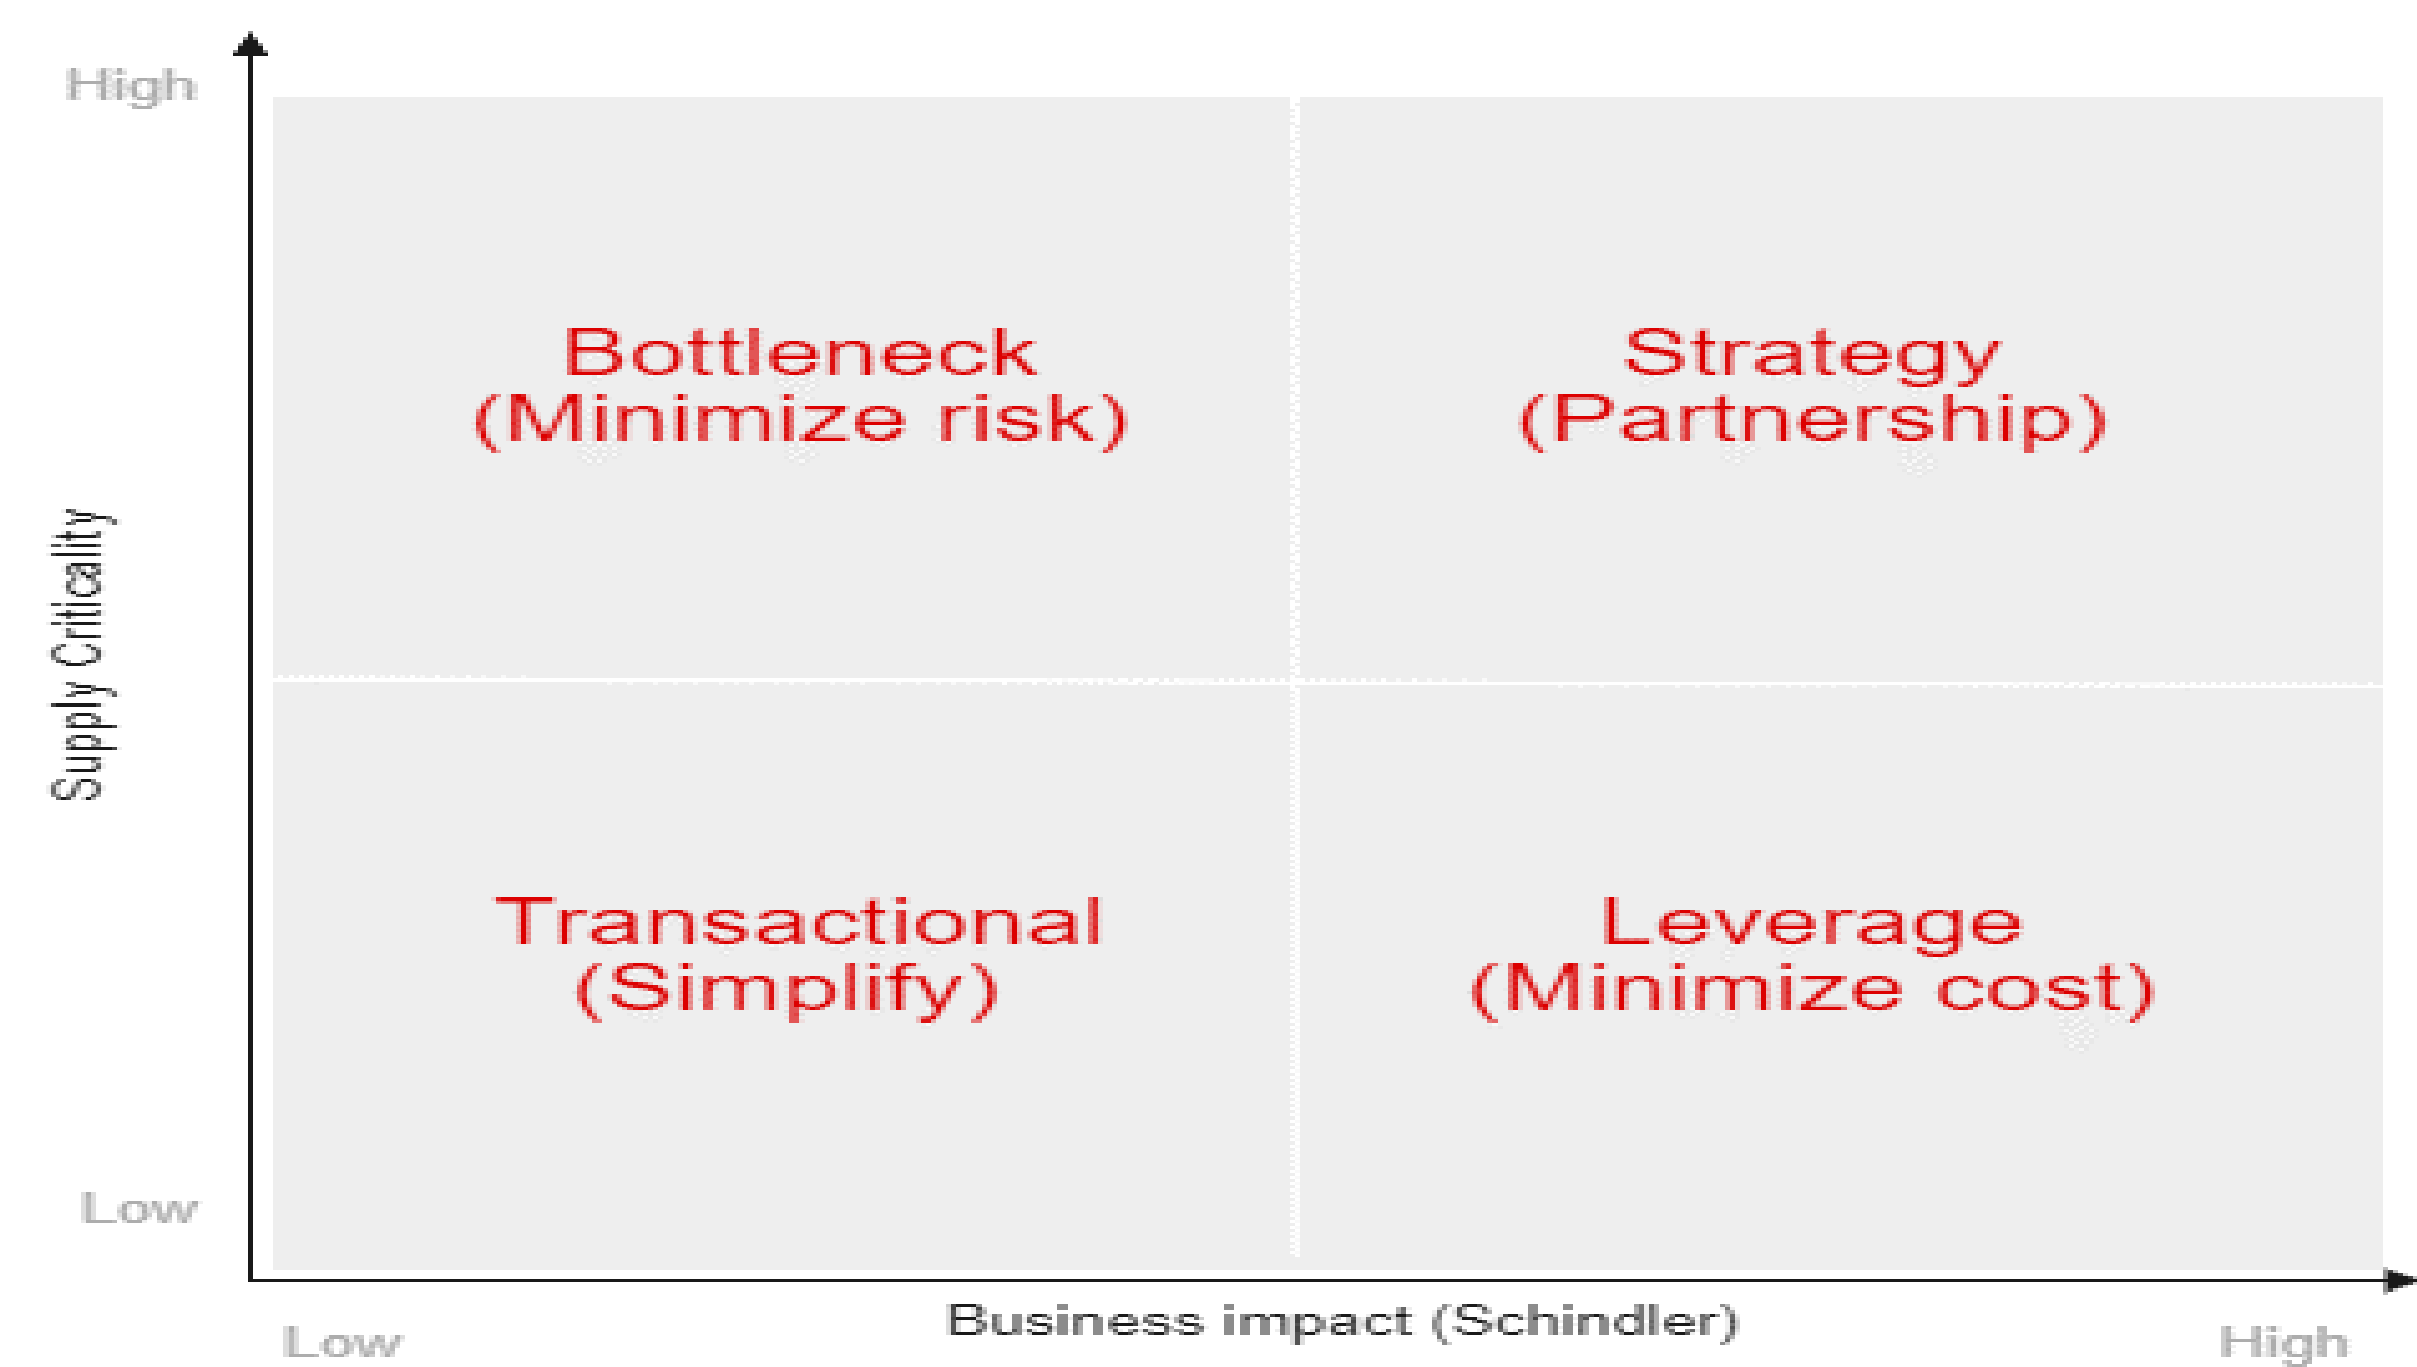 High
Bottleneck
(Minimize risk)
Strategy
(Partnership)
Supply Criticality
Transactional
(Simplify)
Leverage
(Minimize cost)
Low
Business impact (Schindler)
Low
High